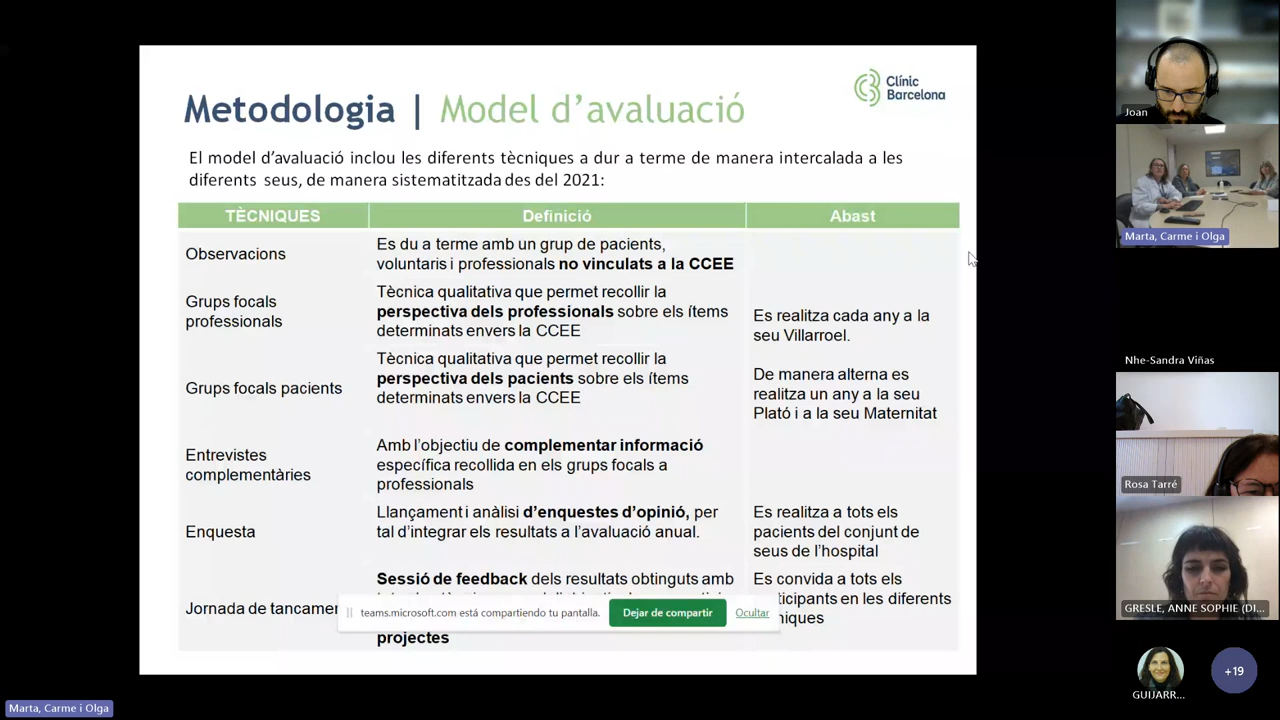 Metodologia | Model d'avaluació
Clínic
Barcelona
El model d'avaluació inclou les diferents tècniques a dur a terme de manera intercalada a les
diferents seus, de manera sistematitzada des del 2021:
TÈCNIQUES
Definició
Abast
Observacions
Es du a terme amb un grup de pacients,
voluntaris i professionals no vinculats a la CCEE
Grups focals
professionals
Tècnica qualitativa que permet recollir la
perspectiva dels professionals sobre els ítems
determinats envers la CCEE
Es realitza cada any a la
seu Villarroel.
Grups focals pacients
Tècnica qualitativa que permet recollir la
perspectiva dels pacients sobre els ítems
determinats envers la CCEE
De manera alterna es
realitza un any a la seu
Plató i a la seu Maternitat
Entrevistes
complementàries
Amb l'objectiu de complementar informació
específica recollida en els grups focals a
professionals
Enquesta
Llançament i anàlisi d'enquestes d'opinió, per
tal d'integrar els resultats a l'avaluació anual.
Es realitza a tots els
pacients del conjunt de
seus de l'hospital
Jornada de
Sessió de feedback dels resultats obtinguts amb
projectes
Es convida a tots els
en les diferents
teams.microsoft.com está compartiendo tu pantalla.
Dejar de compartir
Ocultar
Joan
Marta, Carme i Olga
Nhe-Sandra Viñas
Rosa Tarré
GRESLE, ANNE SOPHIE (DI...
GUIJARR...
+19
Marta, Carme i Olga